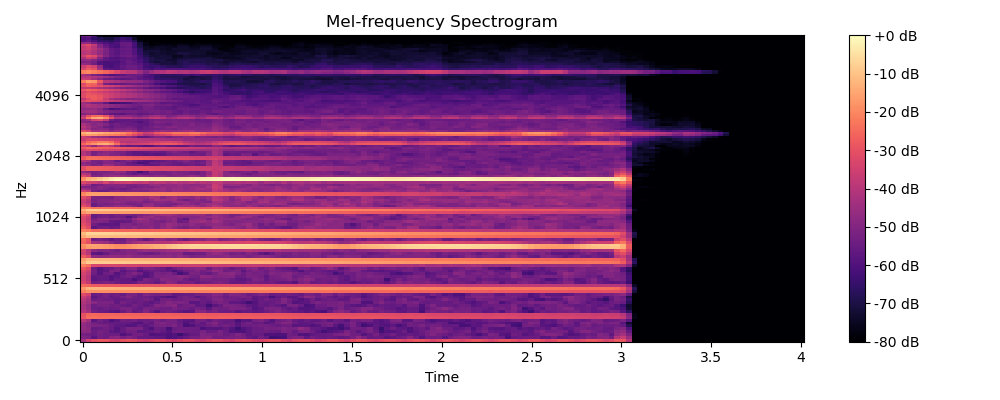 Mel-frequency Spectrogram
Hz
4096
2048
1024
512
0
0
0.5
1
1.5
2
2.5
3
3.5
4
Time
+0 dB
-10 dB
-20 dB
-30 dB
-40 dB
-50 dB
-60 dB
-70 dB
-80 dB